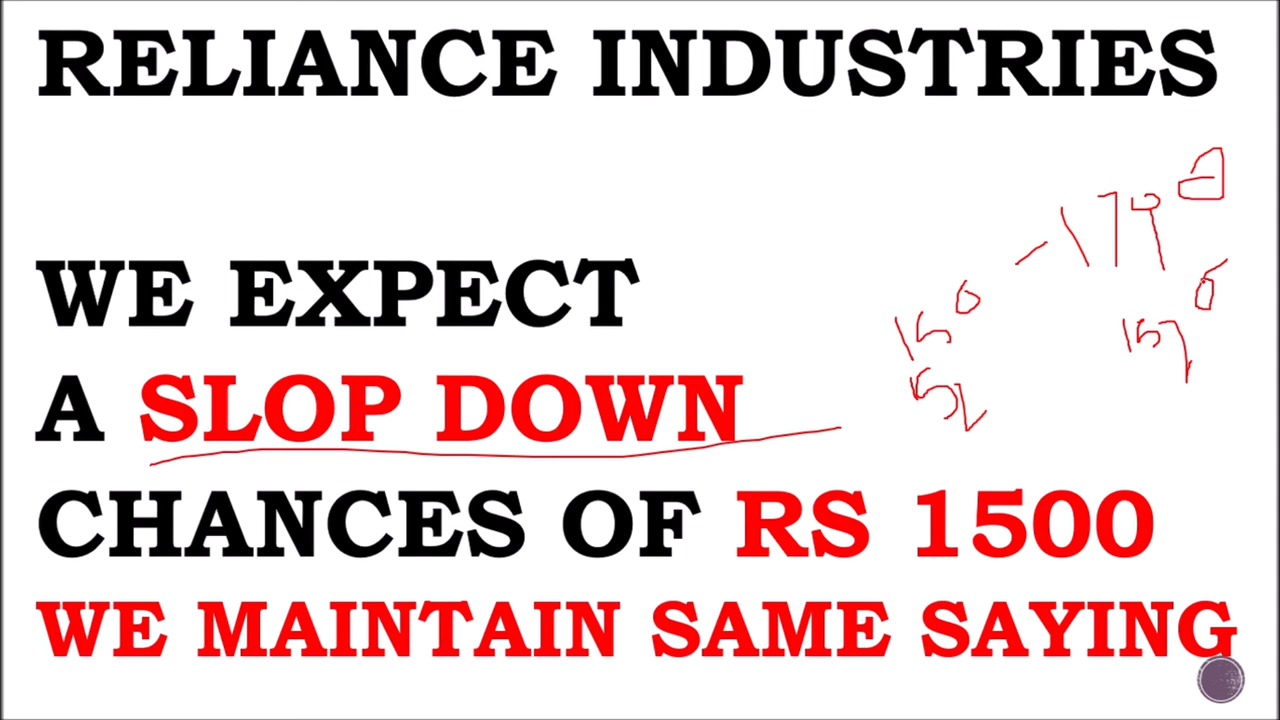 RELIANCE INDUSTRIES
WE EXPECT
A SLOP DOWN
CHANCES OF RS 1500
WE MAINTAIN SAME SAYING